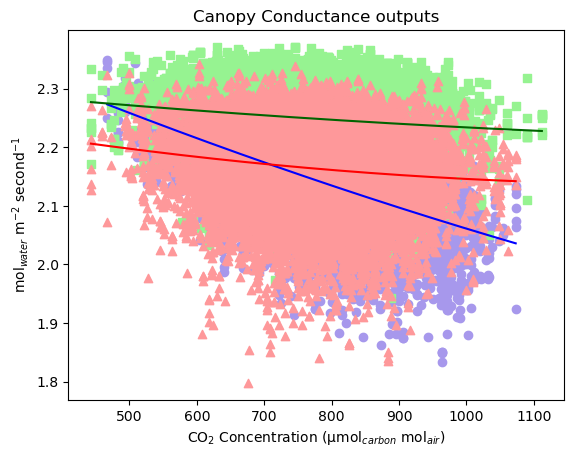 Canopy Conductance outputs
2.3
2.2
2.1
2.0
1.9
1.8
mol_water m⁻² second⁻¹
500 600 700 800 900 1000 1100
CO₂ Concentration (μmol_carbon mol_air)